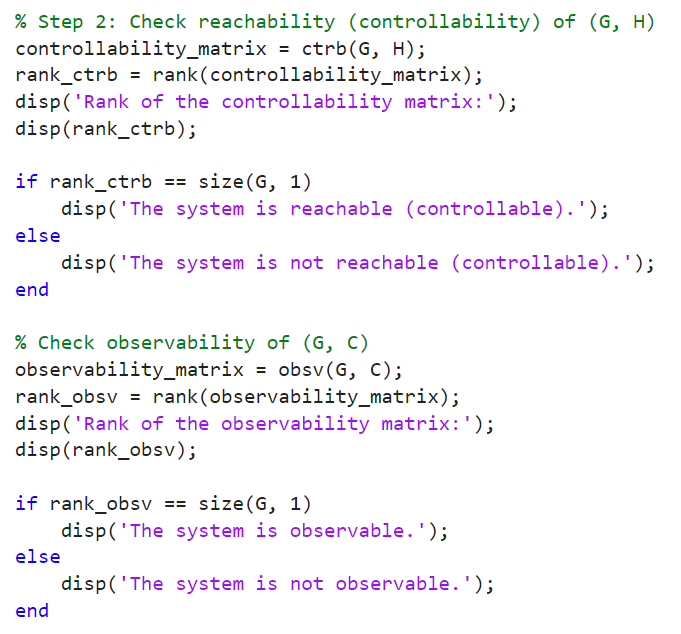 % Step 2: Check reachability (controllability) of (G, H)
controllability_matrix = ctrb(G, H);
rank_ctrb = rank(controllability_matrix);
disp('Rank of the controllability matrix:');
disp(rank_ctrb);

if rank_ctrb == size(G, 1)
    disp('The system is reachable (controllable).');
else
    disp('The system is not reachable (controllable).');
end

% Check observability of (G, C)
observability_matrix = obsv(G, C);
rank_obsv = rank(observability_matrix);
disp('Rank of the observability matrix:');
disp(rank_obsv);

if rank_obsv == size(G, 1)
    disp('The system is observable.');
else
    disp('The system is not observable.');
end